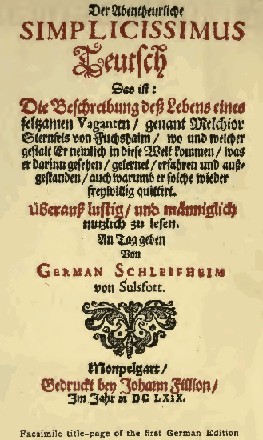 Der Abentheurliche
SIMPLICISSIMUS
Teutsch
Das ist:
Die Beschreibung deß Lebens eines
seltzamen Vaganten / genant Melchior
Sternfels von Fuchshaim / wo und welcher
gestalt Er nemlich in diese Welt kommen / was
er darinn gesehen / gelernet / erfahren und auß-
gestanden / auch warumb er solche wieder
freywillig quittirt.
Überauß lustig / und männiglich
nutzlich zu lesen.
An Tag geben
Von
GERMAN SCHLEIFHEIM
von Sulsfort.
Monpelgart /
Gedruckt bey Johann Fillion /
Im Jahr M DC LXIX.
Facsimile title-page of the first German Edition